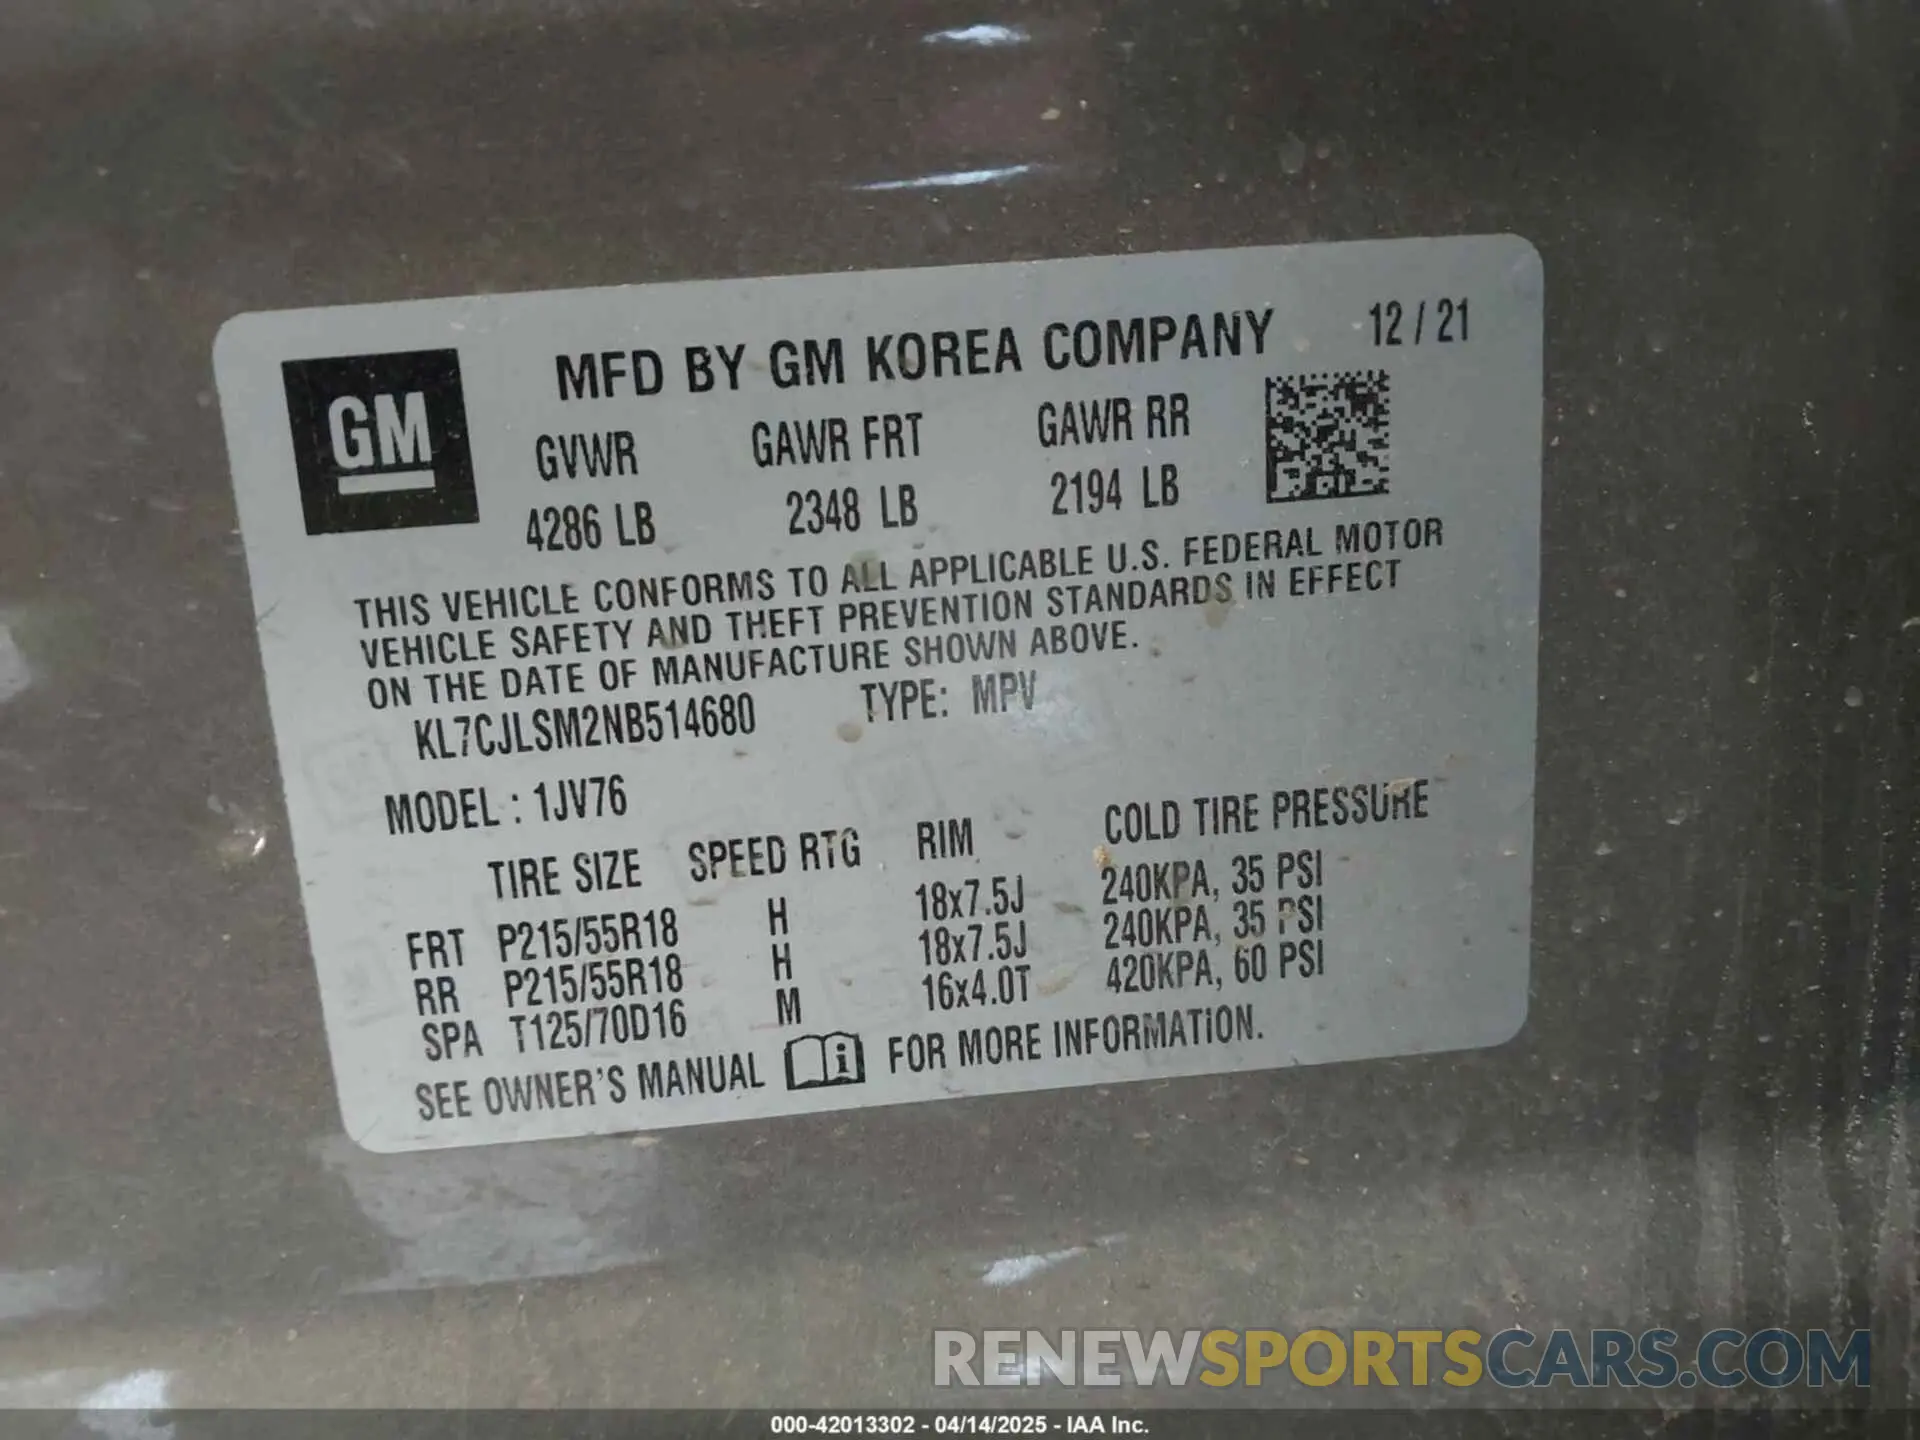 MFD BY GM KOREA COMPANY 12 / 21
GM
GVWR GAWR FRT GAWR RR
4286 LB 2348 LB 2194 LB
THIS VEHICLE CONFORMS TO ALL APPLICABLE U.S. FEDERAL MOTOR
VEHICLE SAFETY AND THEFT PREVENTION STANDARDS IN EFFECT
ON THE DATE OF MANUFACTURE SHOWN ABOVE.
KL7CJLSM2NB514680 TYPE: MPV
MODEL : 1JV76
TIRE SIZE SPEED RTG RIM COLD TIRE PRESSURE
FRT P215/55R18 H 18x7.5J 240KPA, 35 PSI
RR P215/55R18 H 18x7.5J 240KPA, 35 PSI
SPA T125/70D16 M 16x4.0T 420KPA, 60 PSI
SEE OWNER'S MANUAL i FOR MORE INFORMATION.
RENEWSPORTSCARS.COM
000-42013302 - 04/14/2025 - IAA Inc.